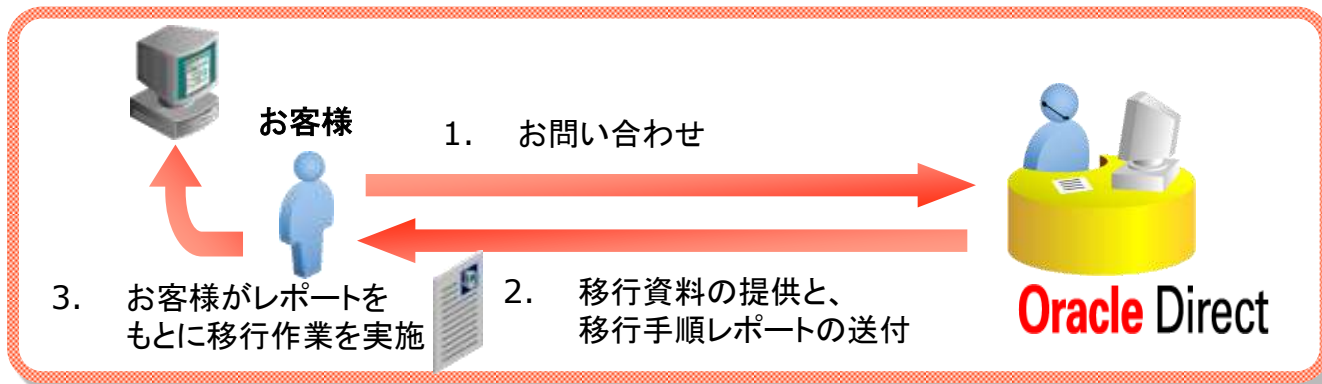 お客様
1. お問い合わせ
2. 移行資料の提供と、
移行手順レポートの送付
3. お客様がレポートを
もとに移行作業を実施
Oracle Direct